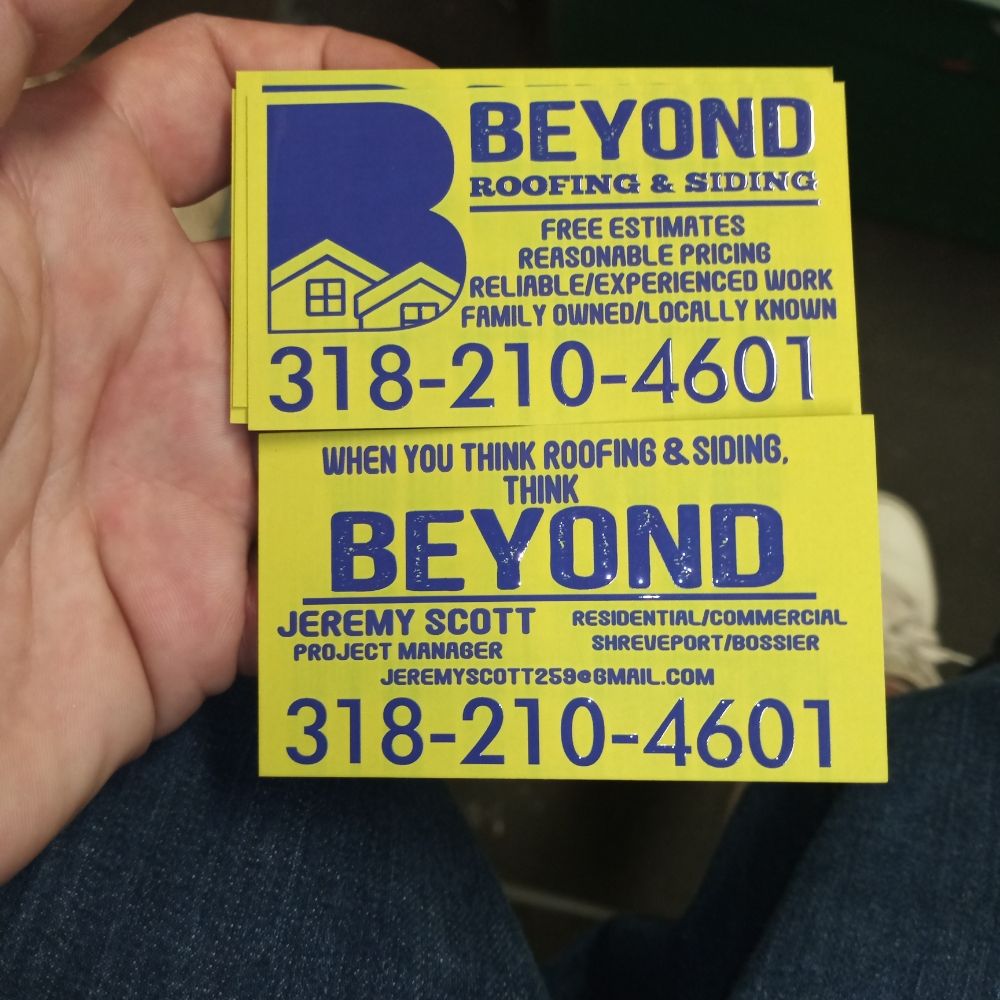 BEYOND
ROOFING & SIDING
FREE ESTIMATES
REASONABLE PRICING
RELIABLE/EXPERIENCED WORK
FAMILY OWNED/LOCALLY KNOWN
318-210-4601
WHEN YOU THINK ROOFING & SIDING,
THINK
BEYOND
JEREMY SCOTT
PROJECT MANAGER
RESIDENTIAL/COMMERCIAL
SHREVEPORT/BOSSIER
JEREMYSCOTT259@GMAIL.COM
318-210-4601